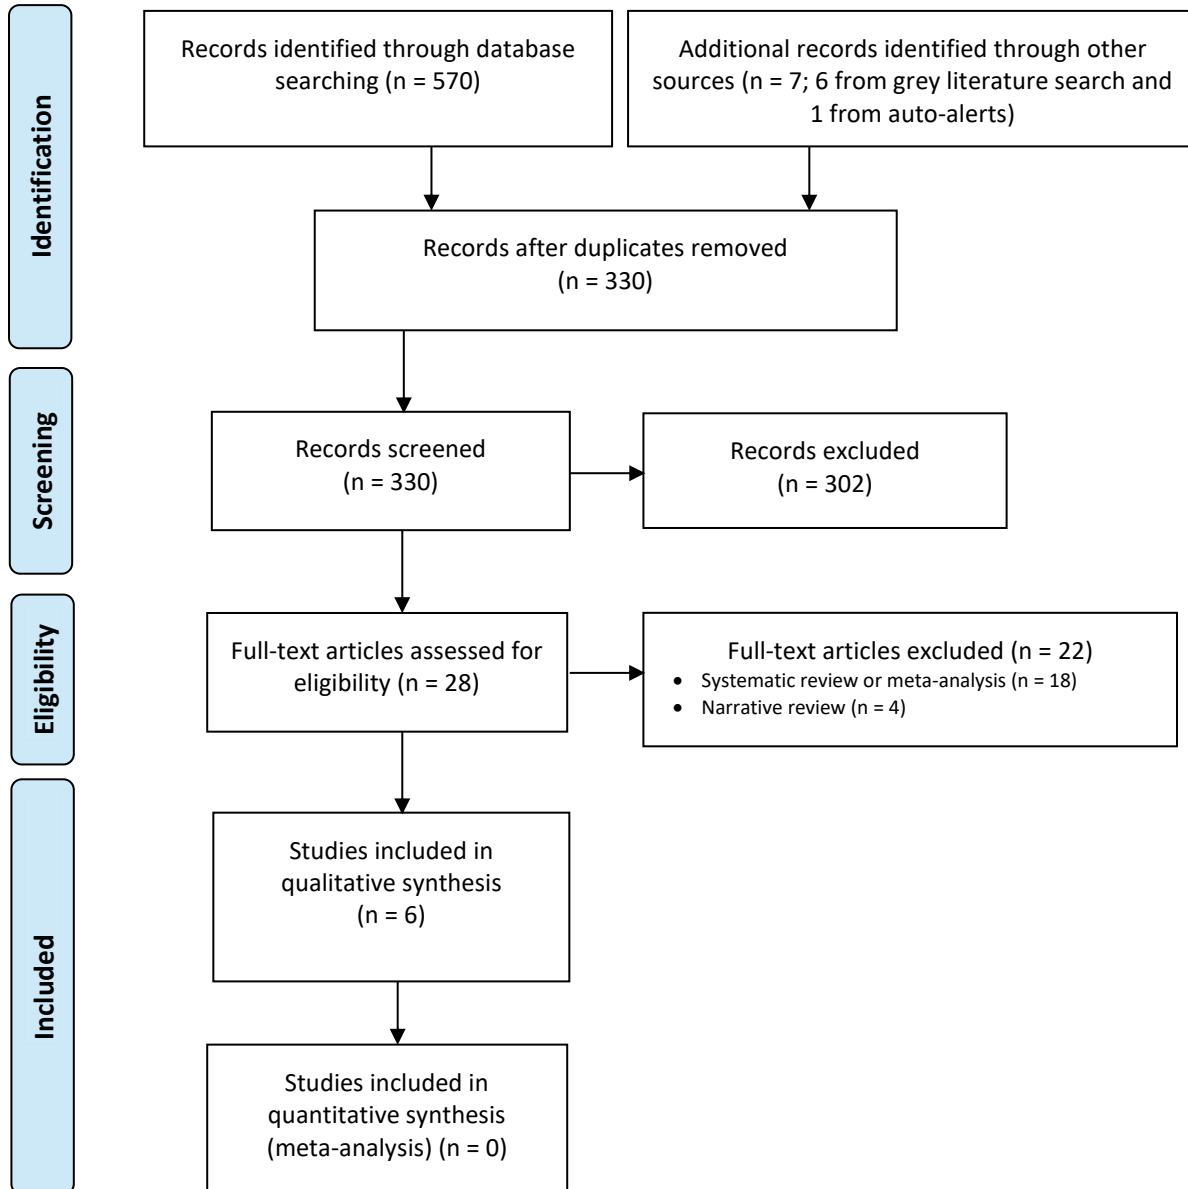 Identification
Records identified through database
searching (n = 570)
Additional records identified through other
sources (n = 7; 6 from grey literature search and
1 from auto-alerts)
Records after duplicates removed
(n = 330)
Screening
Records screened
(n = 330)
Records excluded
(n = 302)
Eligibility
Full-text articles assessed for
eligibility (n = 28)
Full-text articles excluded (n = 22)
• Systematic review or meta-analysis (n = 18)
• Narrative review (n = 4)
Included
Studies included in
qualitative synthesis
(n = 6)
Studies included in
quantitative synthesis
(meta-analysis) (n = 0)